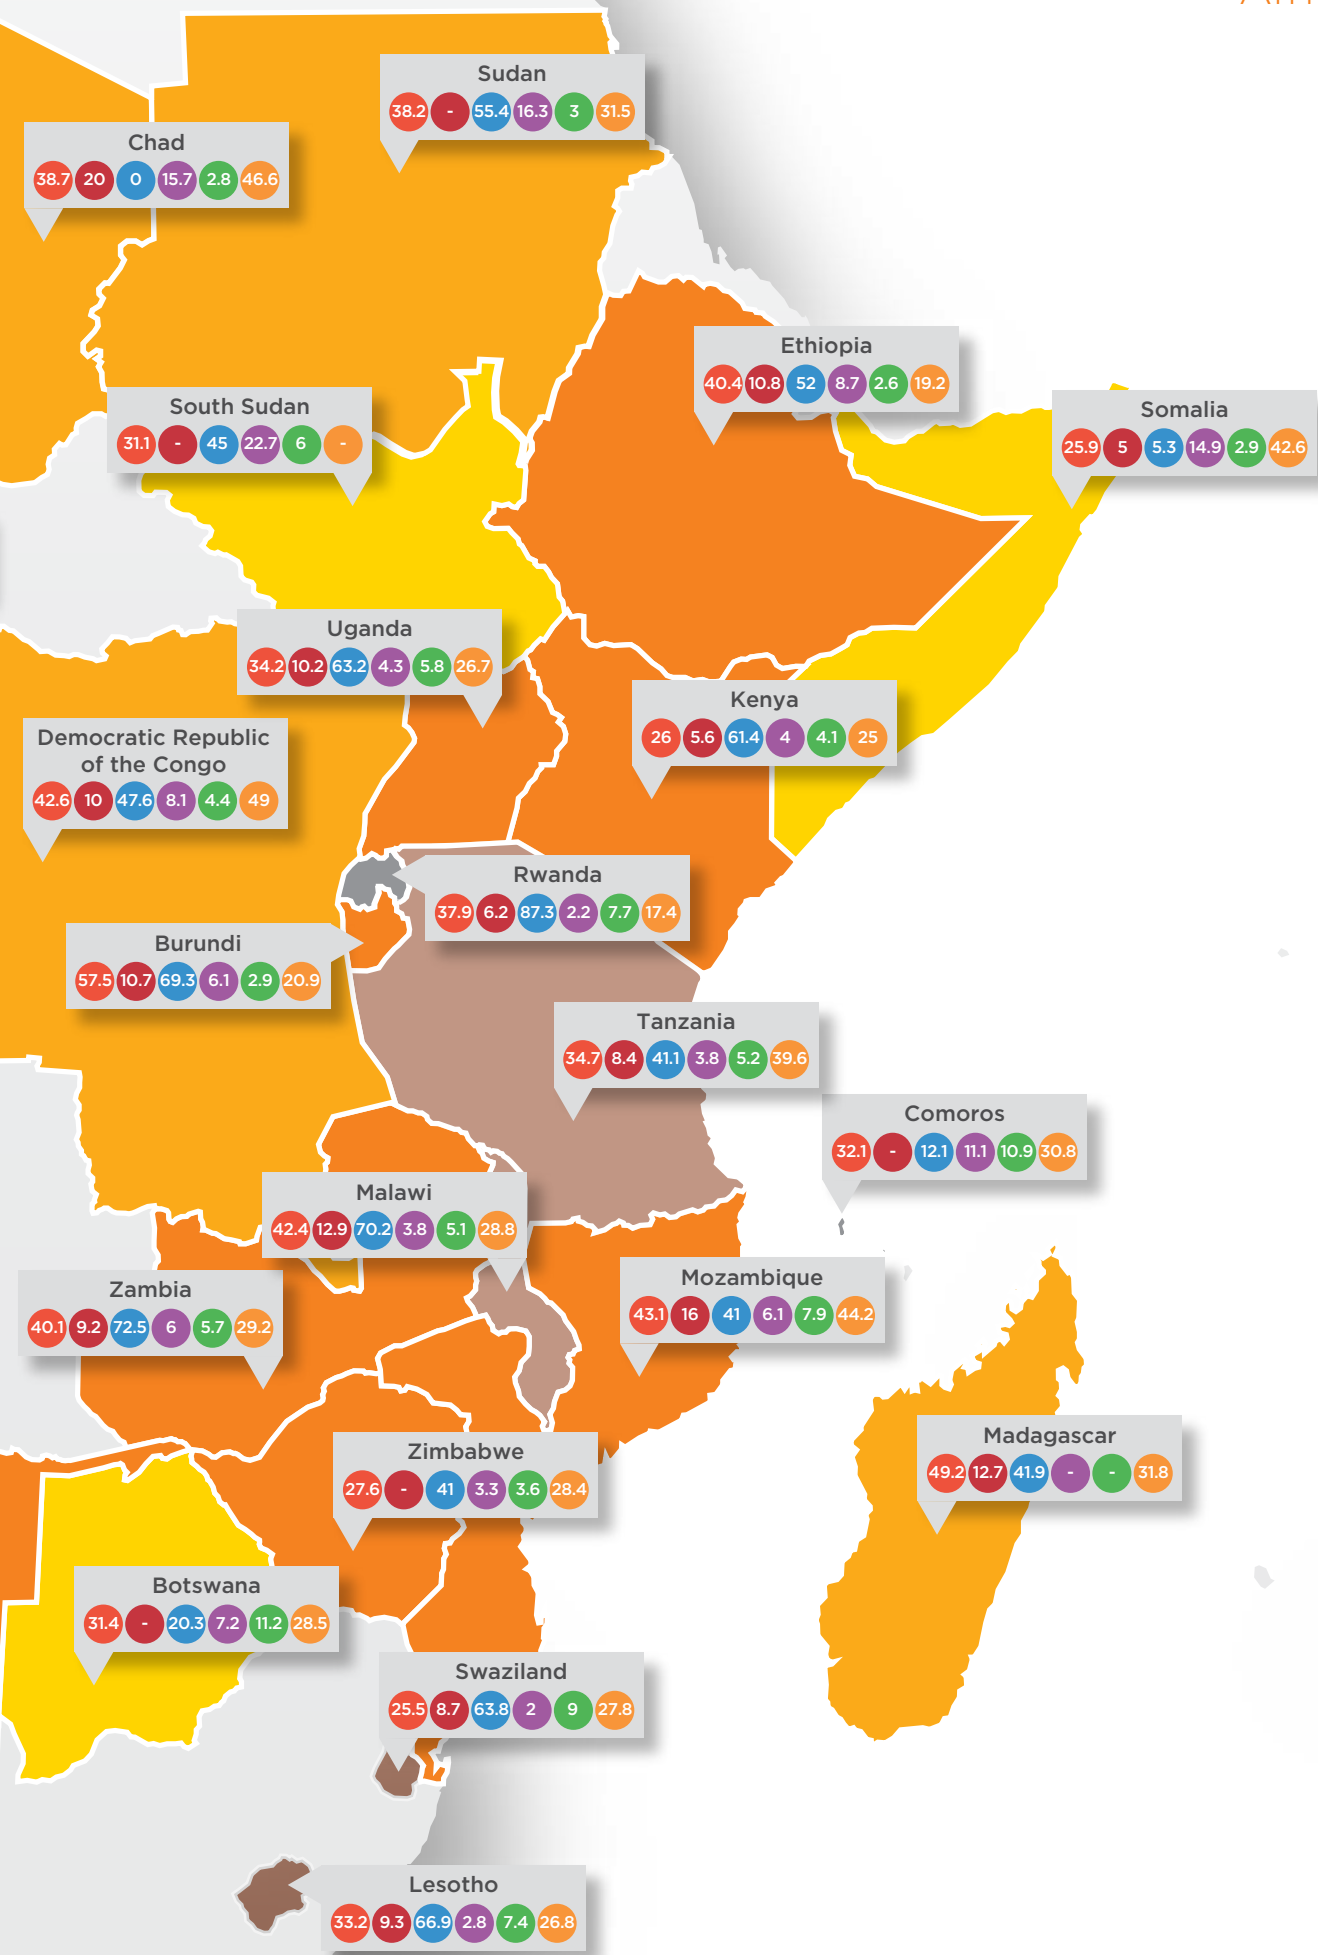 Sudan
38.2 - 55.4 16.3 3 31.5
Chad
38.7 20 0 15.7 2.8 46.6
Ethiopia
40.4 10.8 52 8.7 2.6 19.2
South Sudan
31.1 - 45 22.7 6 -
Somalia
25.9 5 5.3 14.9 2.9 42.6
Uganda
34.2 10.2 63.2 4.3 5.8 26.7
Kenya
26 5.6 61.4 4 4.1 25
Democratic Republic
of the Congo
42.6 10 47.6 8.1 4.4 49
Rwanda
37.9 6.2 87.3 2.2 7.7 17.4
Burundi
57.5 10.7 69.3 6.1 2.9 20.9
Tanzania
34.7 8.4 41.1 3.8 5.2 39.6
Comoros
32.1 - 12.1 11.1 10.9 30.8
Malawi
42.4 12.9 70.2 3.8 5.1 28.8
Mozambique
43.1 16 41 6.1 7.9 44.2
Zambia
40.1 9.2 72.5 6 5.7 29.2
Madagascar
49.2 12.7 41.9 - - 31.8
Zimbabwe
27.6 - 41 3.3 3.6 28.4
Botswana
31.4 - 20.3 7.2 11.2 28.5
Swaziland
25.5 8.7 63.8 2 9 27.8
Lesotho
33.2 9.3 66.9 2.8 7.4 26.8